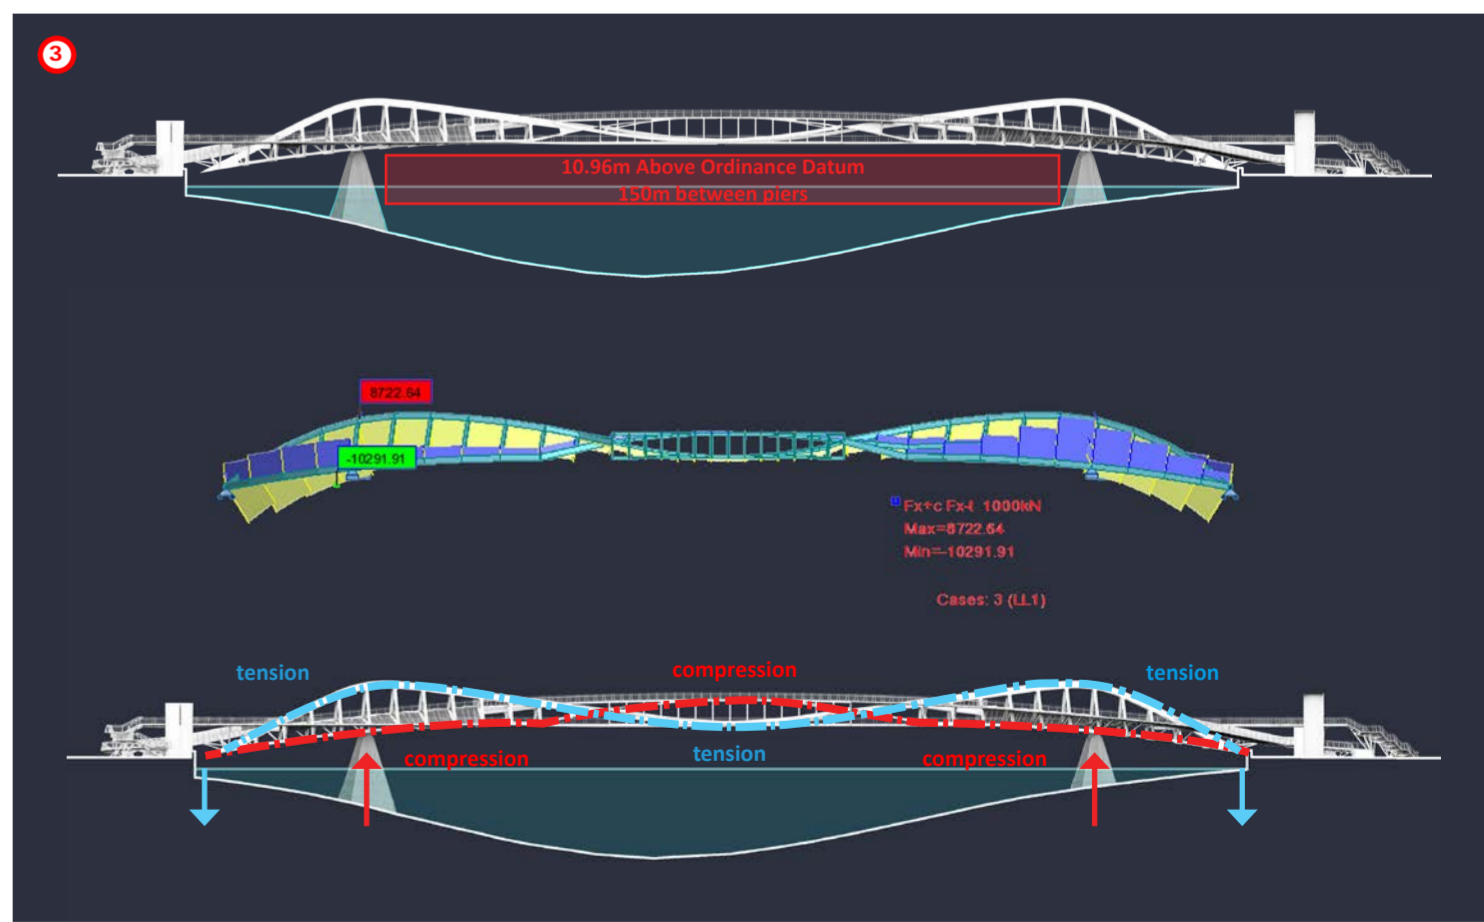 3
10.96m Above Ordinance Datum
150m between piers
8722.64
-10291.91
Fx+c Fx-t 1000kN
Max=8722.64
Min=-10291.91
Cases: 3 (LL1)
compression
tension
tension
compression
tension
compression